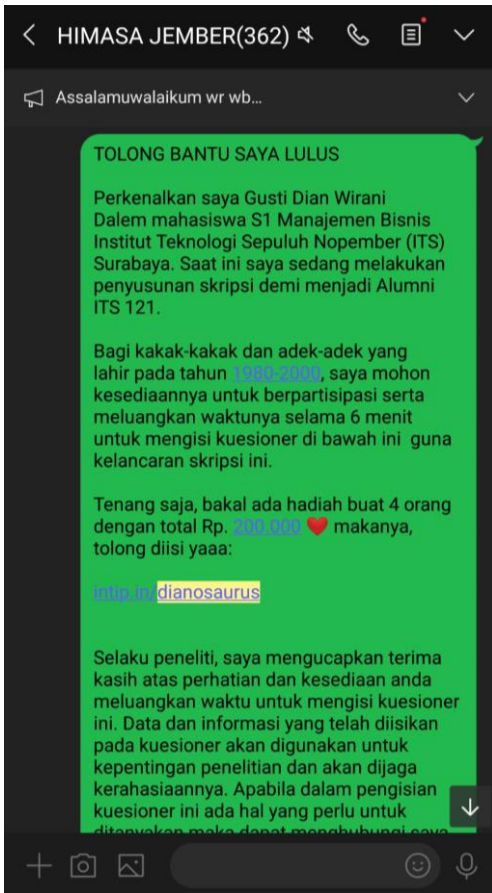 HIMASA JEMBER(362)
Assalamuwalaikum wr wb...
TOLONG BANTU SAYA LULUS
Perkenalkan saya Gusti Dian Wirani
Dalem mahasiswa S1 Manajemen Bisnis
Institut Teknologi Sepuluh Nopember (ITS)
Surabaya. Saat ini saya sedang melakukan
penyusunan skripsi demi menjadi Alumni
ITS 121.
Bagi kakak-kakak dan adek-adek yang
lahir pada tahun 1980-2000, saya mohon
kesediaannya untuk berpartisipasi serta
meluangkan waktunya selama 6 menit
untuk mengisi kuesioner di bawah ini guna
kelancaran skripsi ini.
Tenang saja, bakal ada hadiah buat 4 orang
dengan total Rp. 200.000 ❤️ makanya,
tolong diisi yaaa:
intip.in/dianosaurus
Selaku peneliti, saya mengucapkan terima
kasih atas perhatian dan kesediaan anda
meluangkan waktu untuk mengisi kuesioner
ini. Data dan informasi yang telah diisikan
pada kuesioner akan digunakan untuk
kepentingan penelitian dan akan dijaga
kerahasiaannya. Apabila dalam pengisian
kuesioner ini ada hal yang perlu untuk
ditanyakan maka dapat menghubungi saya